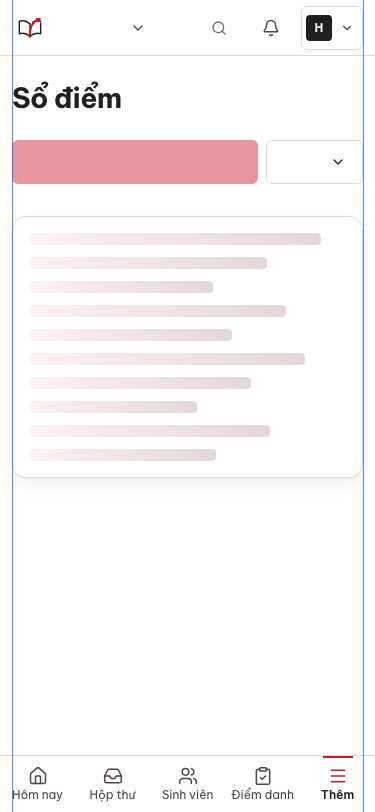 H
Sổ điểm
Hôm nay
Hộp thư
Sinh viên
Điểm danh
Thêm